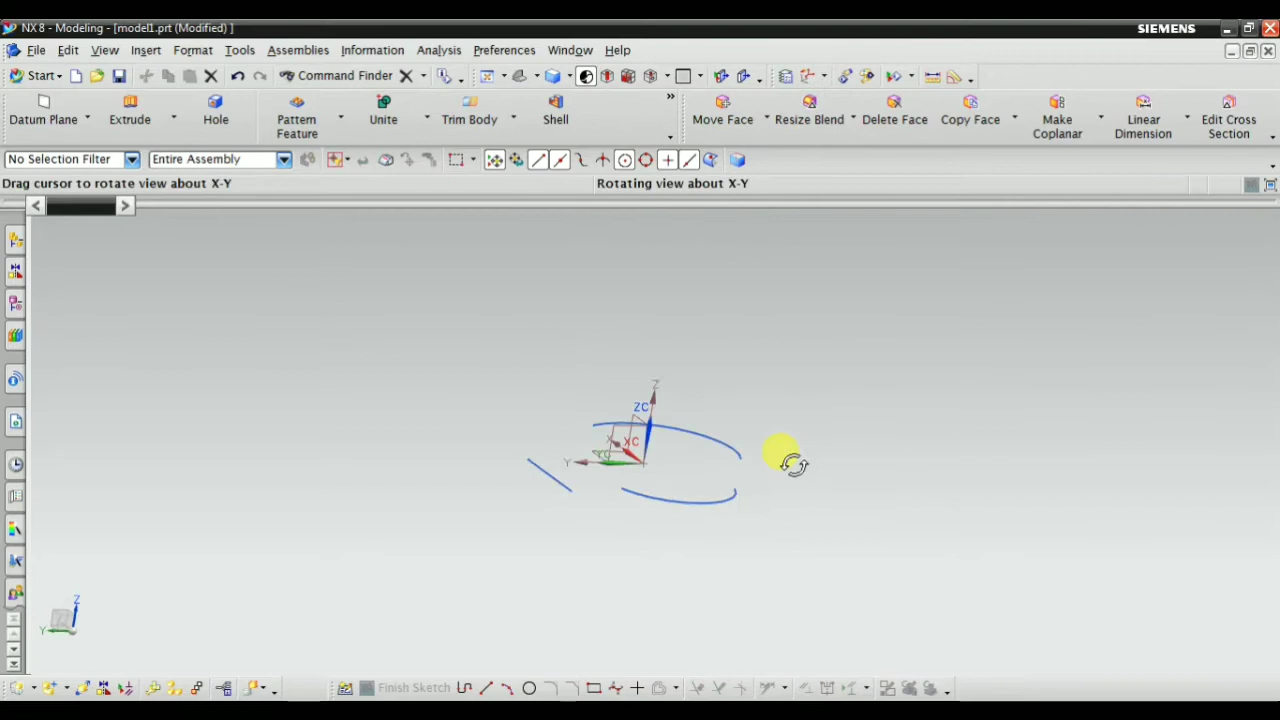 NX 8 - Modeling - [model1.prt (Modified) ]
SIEMENS
File Edit View Insert Format Tools Assemblies Information Analysis Preferences Window Help
Start Command Finder
Datum Plane Extrude Hole Pattern Feature Unite Trim Body Shell Move Face Resize Blend Delete Face Copy Face Make Coplanar Linear Dimension Edit Cross Section
No Selection Filter Entire Assembly
Drag cursor to rotate view about X-Y Rotating view about X-Y
Z
ZC
X XC
YC
Y
Z
Y
Finish Sketch